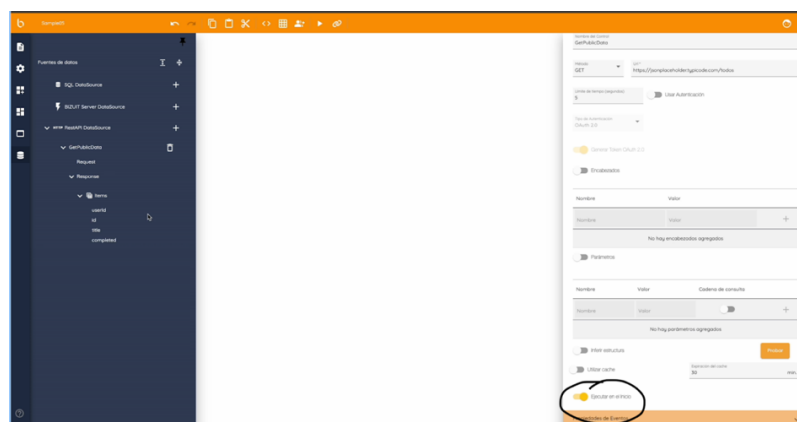 Sample01
Fuentes de datos
SQL DataSource
BIZUIT Server DataSource
RestAPI DataSource
GetPublicData
Request
Response
Items
userId
id
title
completed
Nombre del Control
GetPublicData
Método
GET
Url *
https://jsonplaceholder.typicode.com/todos
Límite de tiempo (segundos)
5
Usar Autenticación
Tipo de Autenticación
OAuth 2.0
Generar Token OAuth 2.0
Encabezados
Nombre Valor
Nombre Valor
No hay encabezados agregados.
Parámetros
Nombre Valor Cadena de consulta
Nombre Valor
No hay parámetros agregados.
Inferir estructura
Probar
Utilizar cache
Expiración del cache
30 min.
Ejecutar en el Inicio
Propiedades de Eventos